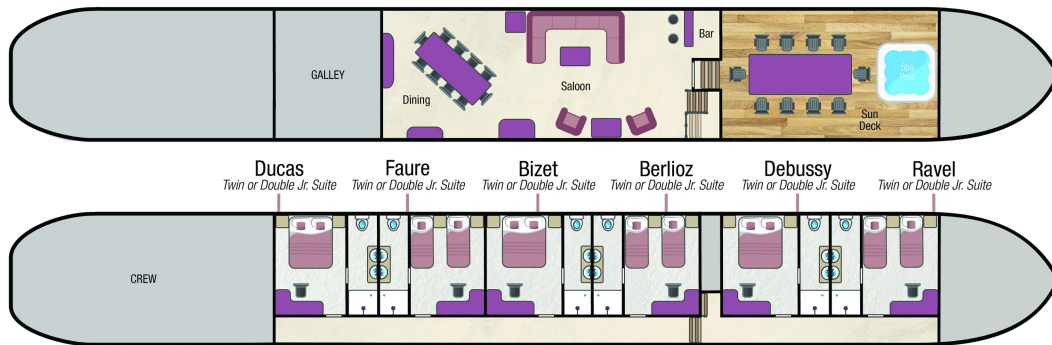 GALLEY
Dining
Saloon
Bar
Spa
Pool
Sun
Deck
Ducas
Twin or Double Jr. Suite
Faure
Twin or Double Jr. Suite
Bizet
Twin or Double Jr. Suite
Berlioz
Twin or Double Jr. Suite
Debussy
Twin or Double Jr. Suite
Ravel
Twin or Double Jr. Suite
CREW